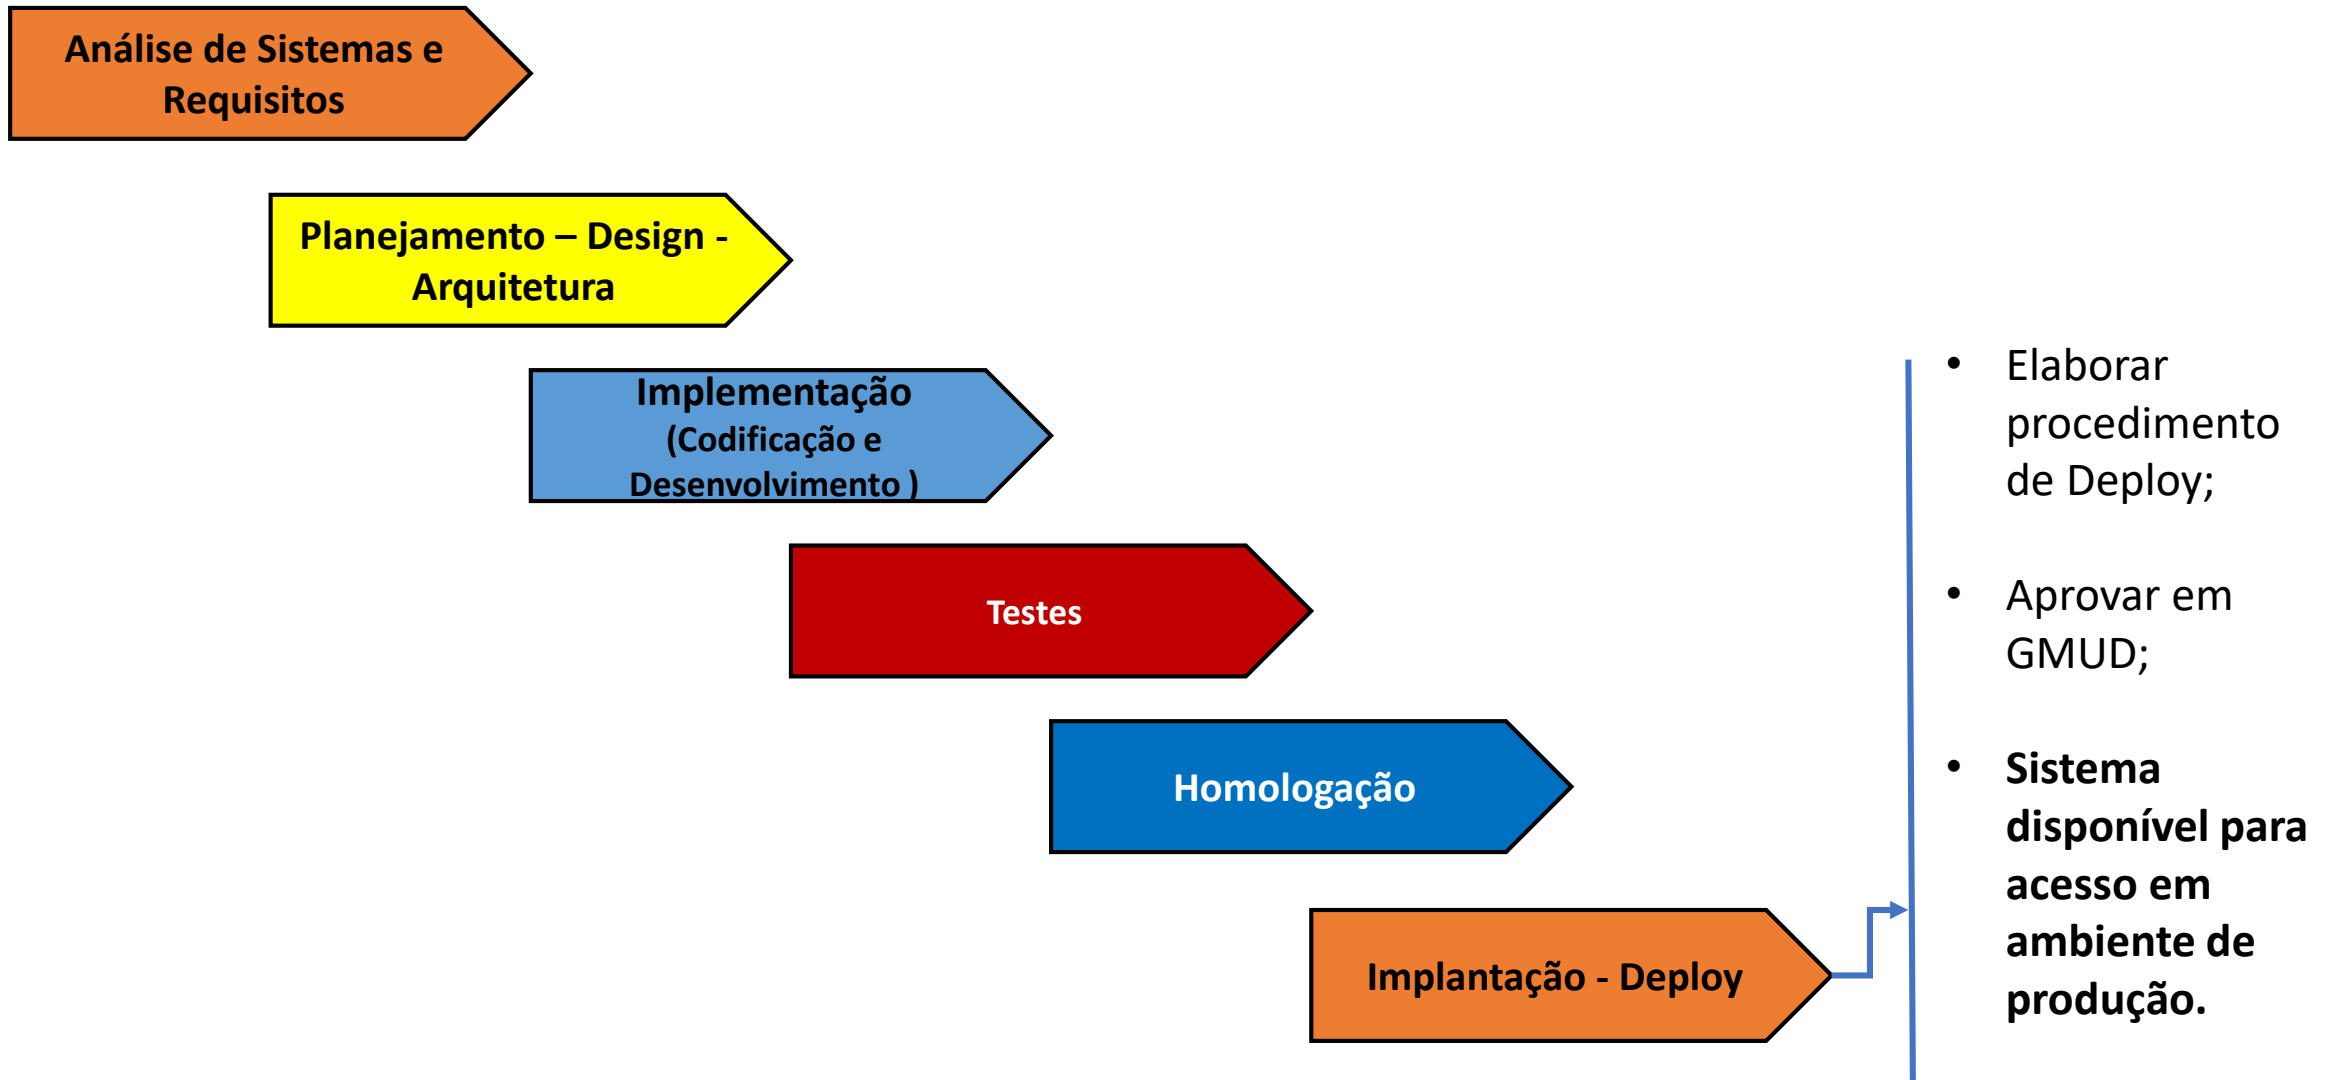 Análise de Sistemas e
Requisitos
Planejamento – Design -
Arquitetura
Implementação
(Codificação e
Desenvolvimento )
Testes
Homologação
Implantação - Deploy
• Elaborar
procedimento
de Deploy;
• Aprovar em
GMUD;
• Sistema
disponível para
acesso em
ambiente de
produção.